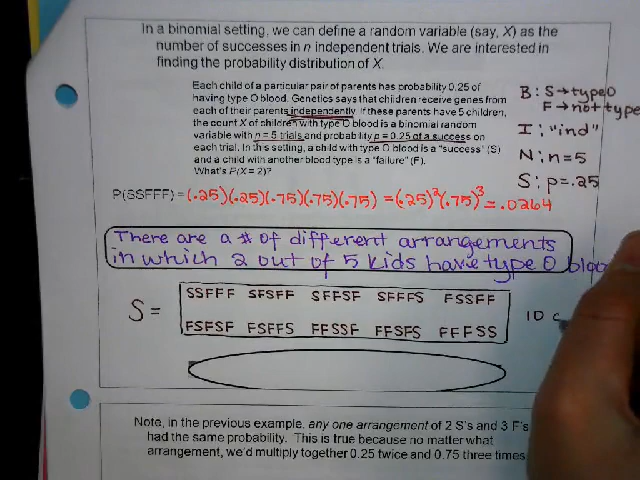 In a binomial setting, we can define a random variable (say, X) as the
number of successes in n independent trials. We are interested in
finding the probability distribution of X.
Each child of a particular pair of parents has probability 0.25 of
having type O blood. Genetics says that children receive genes from
each of their parents independently. If these parents have 5 children,
the count X of children with type O blood is a binomial random
variable with n = 5 trials and probability p = 0.25 of a success on
each trial. In this setting, a child with type O blood is a "success" (S)
and a child with another blood type is a "failure" (F).
What's P(X = 2)?
B: S→type O
F→not type
I: "ind"
N: n=5
S: p=.25
P(SSFFF) = (.25)(.25)(.75)(.75)(.75) = (.25)²(.75)³ = .0264
There are a # of different arrangements
in which 2 out of 5 kids have type O blood
S =
SSFFF SFSFF SFFSF SFFFS FSSFF
FSFSF FSFFS FFSSF FFSFS FFFSS
10
Note, in the previous example, any one arrangement of 2 S's and 3 F's
had the same probability. This is true because no matter what
arrangement, we'd multiply together 0.25 twice and 0.75 three times